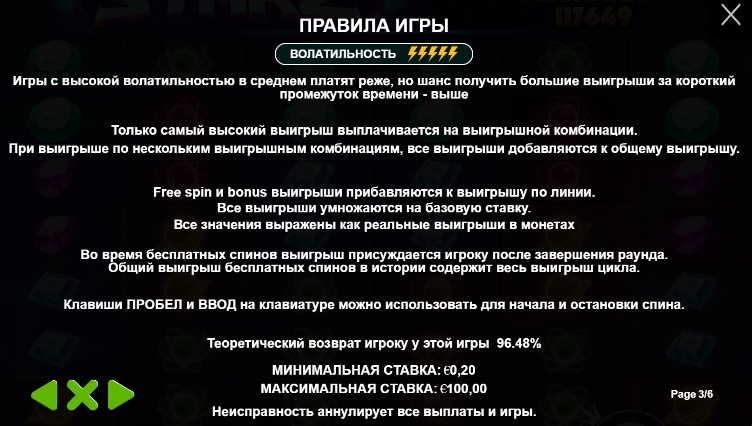 117649
ПРАВИЛА ИГРЫ
ВОЛАТИЛЬНОСТЬ
Игры с высокой волатильностью в среднем платят реже, но шанс получить большие выигрыши за короткий
промежуток времени - выше
Только самый высокий выигрыш выплачивается на выигрышной комбинации.
При выигрыше по нескольким выигрышным комбинациям, все выигрыши добавляются к общему выигрышу.
Free spin и bonus выигрыши прибавляются к выигрышу по линии.
Все выигрыши умножаются на базовую ставку.
Все значения выражены как реальные выигрыши в монетах
Во время бесплатных спинов выигрыш присуждается игроку после завершения раунда.
Общий выигрыш бесплатных спинов в истории содержит весь выигрыш цикла.
Клавиши ПРОБЕЛ и ВВОД на клавиатуре можно использовать для начала и остановки спина.
Теоретический возврат игроку у этой игры 96.48%
МИНИМАЛЬНАЯ СТАВКА: €0,20
МАКСИМАЛЬНАЯ СТАВКА: €100,00
Page 3/6
Неисправность аннулирует все выплаты и игры.